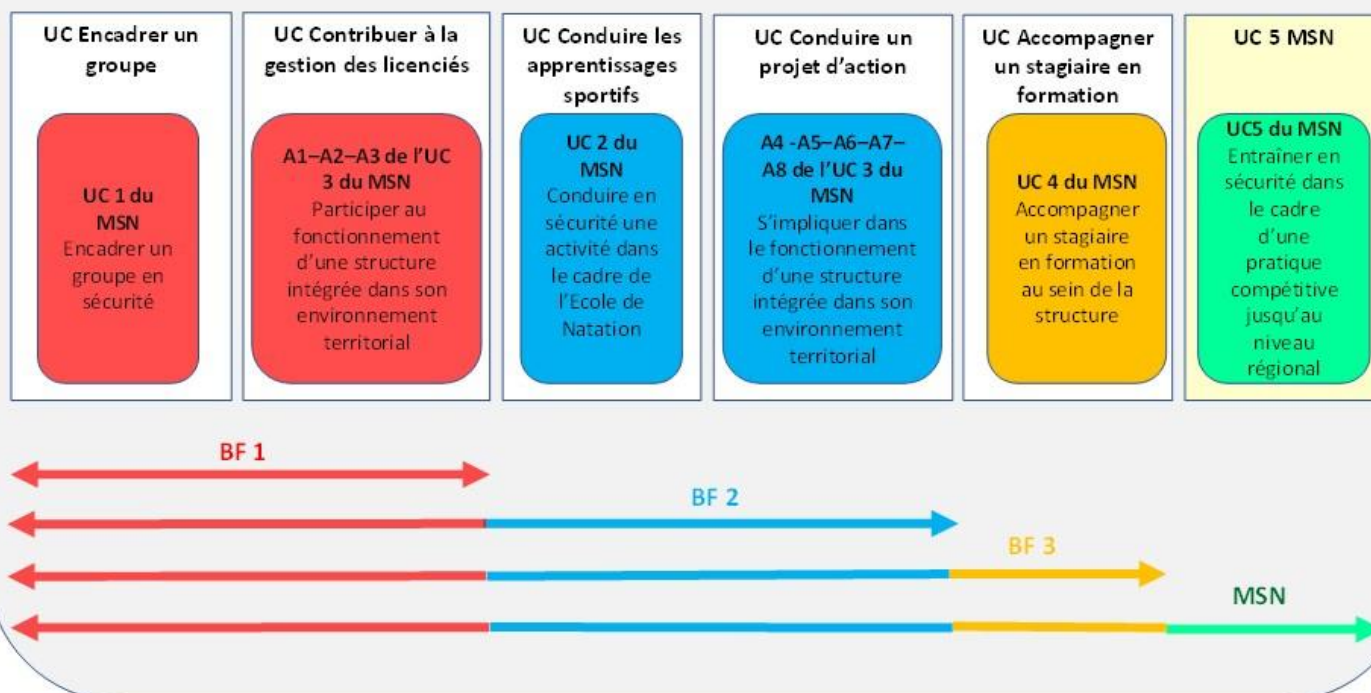 UC Encadrer un
groupe
UC 1 du
MSN
Encadrer un
groupe en
sécurité
UC Contribuer à la
gestion des licenciés
A1–A2–A3 de l'UC
3 du MSN
Participer au
fonctionnement
d'une structure
intégrée dans son
environnement
territorial
UC Conduire les
apprentissages
sportifs
UC 2 du
MSN
Conduire en
sécurité une
activité dans
le cadre de
l'Ecole de
Natation
UC Conduire un
projet d'action
A4 -A5–A6–A7–
A8 de l'UC 3 du
MSN
S'impliquer dans
le fonctionnement
d'une structure
intégrée dans son
environnement
territorial
UC Accompagner
un stagiaire en
formation
UC 4 du MSN
Accompagner
un stagiaire
en formation
au sein de la
structure
UC 5 MSN
UC5 du MSN
Entraîner en
sécurité dans
le cadre
d'une
pratique
compétitive
jusqu'au
niveau
régional
BF 1
BF 2
BF 3
MSN